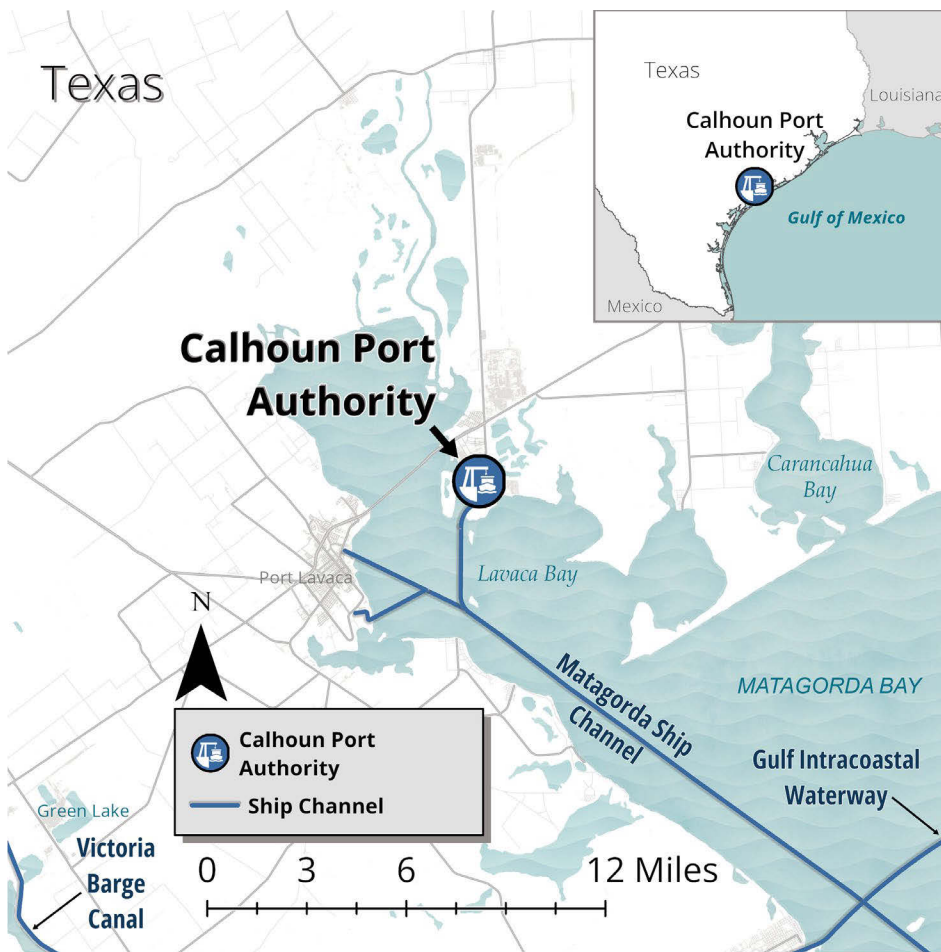 Texas
Texas
Louisiana
Calhoun Port
Authority
Gulf of Mexico
Mexico
Calhoun Port
Authority
Carancahua
Bay
Port Lavaca
Lavaca Bay
N
Matagorda Ship
Channel
MATAGORDA BAY
Gulf Intracoastal
Waterway
Calhoun Port
Authority
Ship Channel
Green Lake
Victoria
Barge
Canal
0 3 6 12 Miles